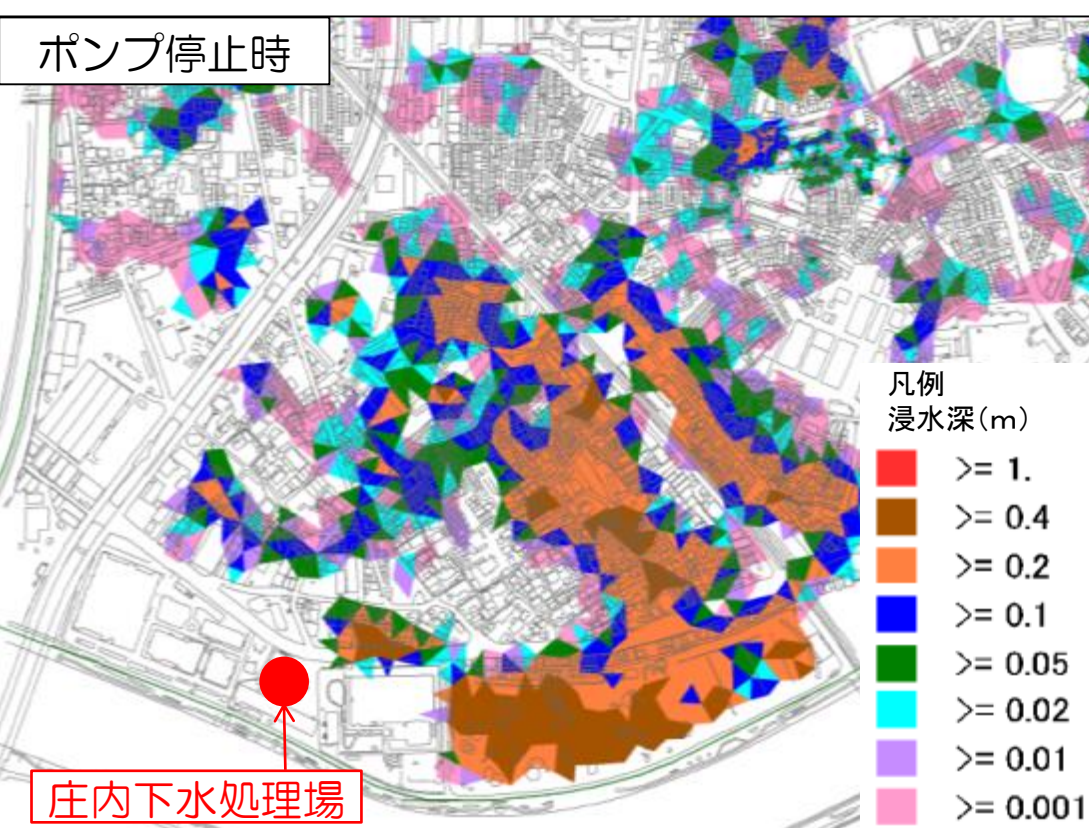 ポンプ停止時
凡例
浸水深(m)
>= 1.
>= 0.4
>= 0.2
>= 0.1
>= 0.05
>= 0.02
>= 0.01
>= 0.001
庄内下水処理場